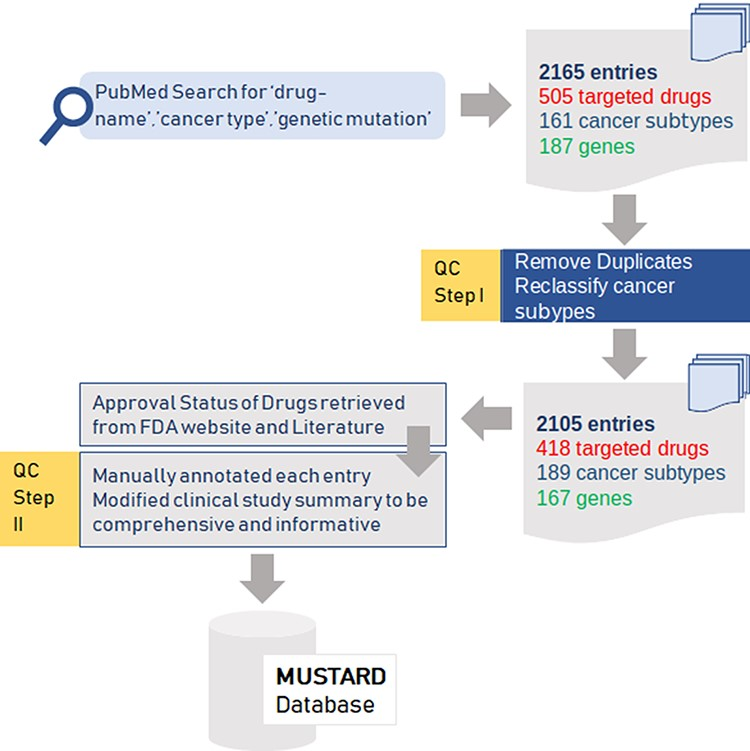 PubMed Search for ‘drug-
name’,’cancer type’,’genetic mutation’
2165 entries
505 targeted drugs
161 cancer subtypes
187 genes
QC
Step I
Remove Duplicates
Reclassify cancer
subypes
2105 entries
418 targeted drugs
189 cancer subtypes
167 genes
Approval Status of Drugs retrieved
from FDA website and Literature
QC
Step
II
Manually annotated each entry
Modified clinical study summary to be
comprehensive and informative
MUSTARD
Database